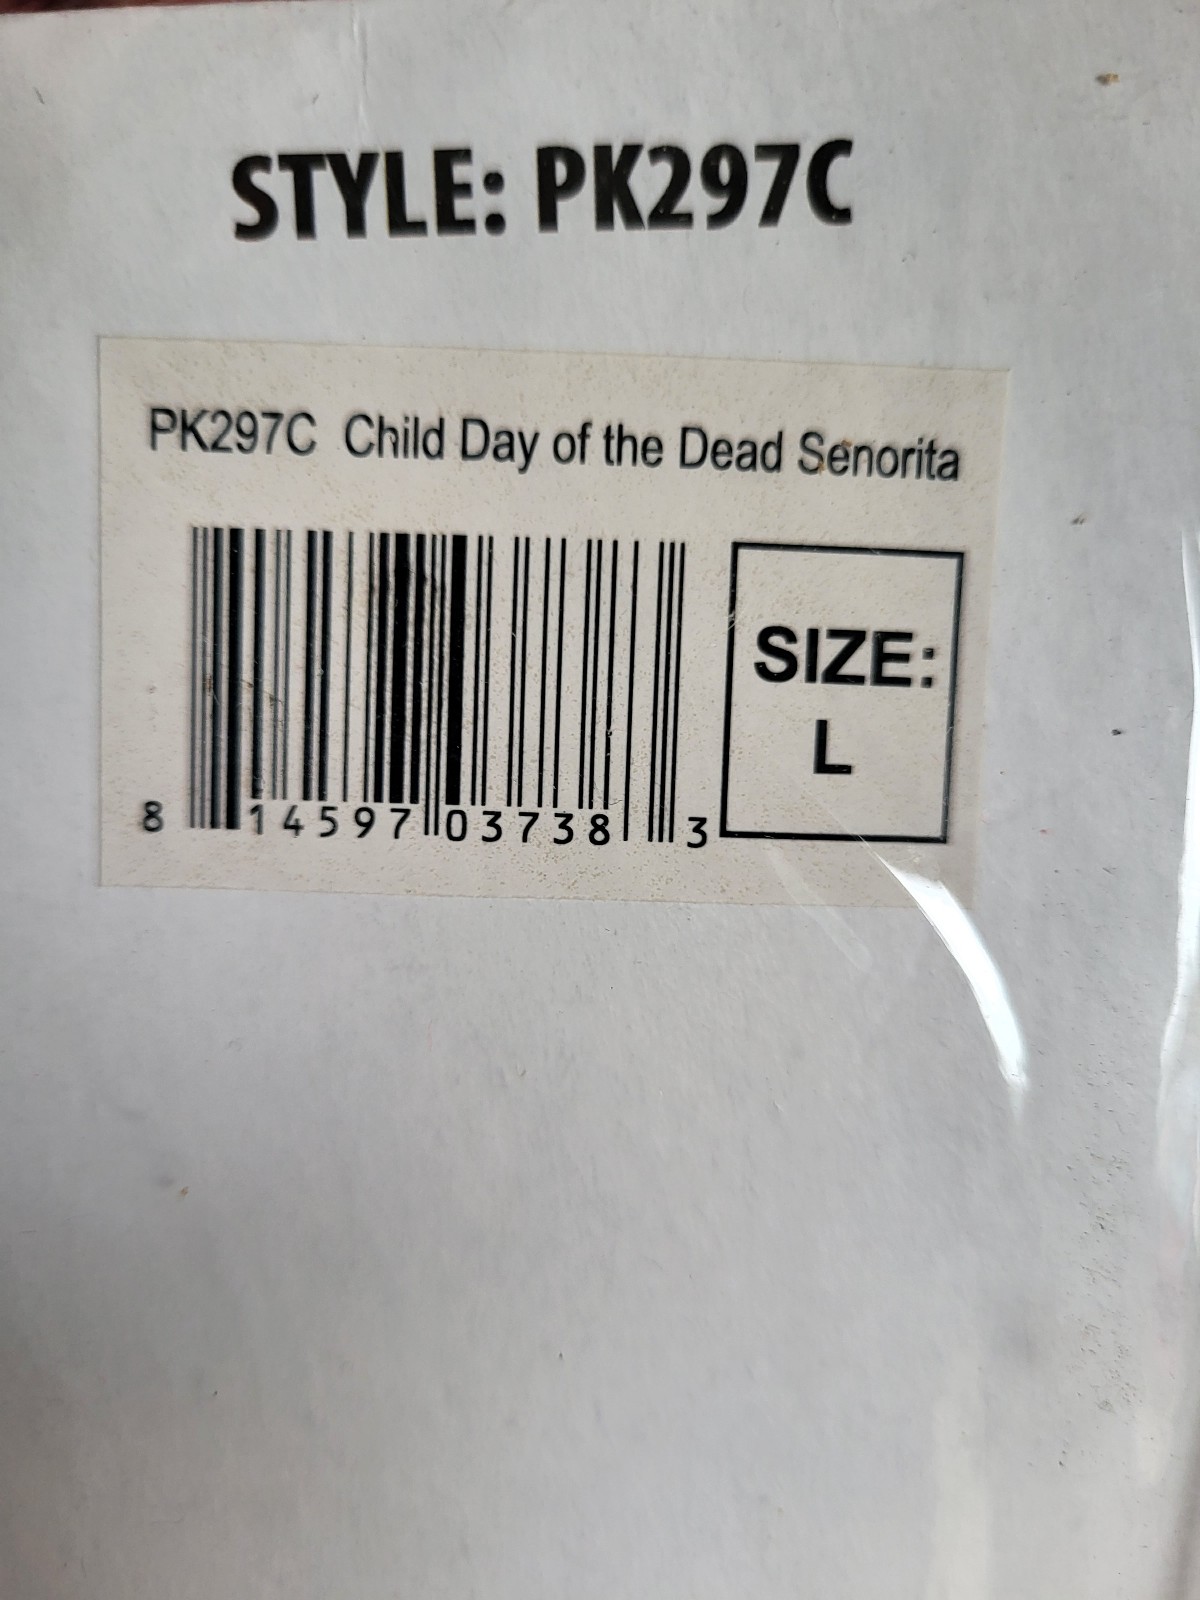 STYLE: PK297C
PK297C Child Day of the Dead Senorita
SIZE:
L
8 14597 03738 3